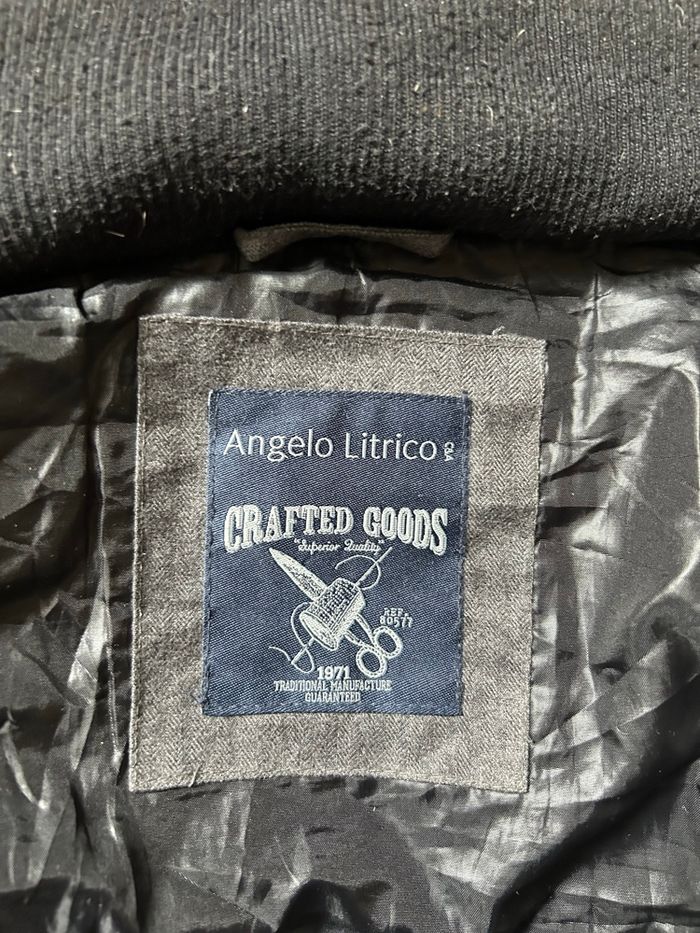 Angelo Litrico C&A
CRAFTED GOODS
"Superior Quality"
REF.
80577
1971
TRADITIONAL MANUFACTURE
GUARANTEED